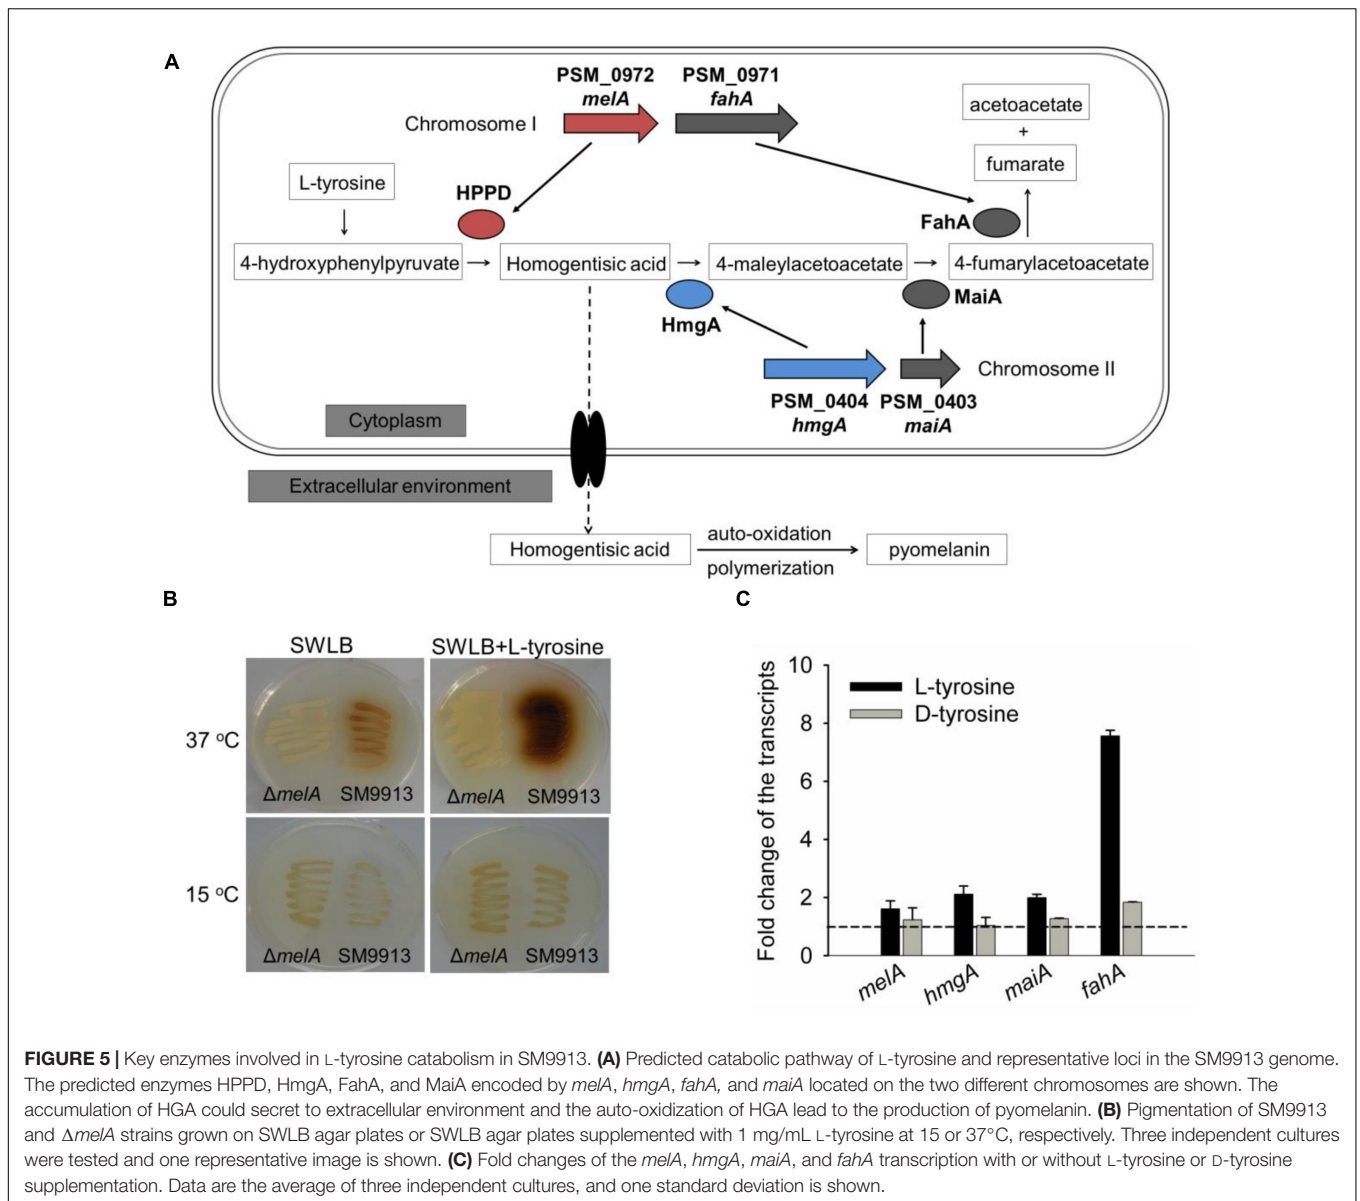 A
PSM_0972 PSM_0971
melA fahA
Chromosome I
acetoacetate
+
fumarate
L-tyrosine
HPPD
FahA
4-hydroxyphenylpyruvate
Homogentisic acid
4-maleylacetoacetate
4-fumarylacetoacetate
HmgA
MaiA
Chromosome II
PSM_0404 PSM_0403
hmgA maiA
Cytoplasm
Extracellular environment
Homogentisic acid
auto-oxidation
polymerization
pyomelanin
B
SWLB SWLB+L-tyrosine
37 °C
ΔmelA SM9913 ΔmelA SM9913
15 °C
ΔmelA SM9913 ΔmelA SM9913
C
Fold change of the transcripts
10
8
6
4
2
0
L-tyrosine
D-tyrosine
melA hmgA maiA fahA
FIGURE 5 | Key enzymes involved in L-tyrosine catabolism in SM9913. (A) Predicted catabolic pathway of L-tyrosine and representative loci in the SM9913 genome.
The predicted enzymes HPPD, HmgA, FahA, and MaiA encoded by melA, hmgA, fahA, and maiA located on the two different chromosomes are shown. The
accumulation of HGA could secret to extracellular environment and the auto-oxidization of HGA lead to the production of pyomelanin. (B) Pigmentation of SM9913
and ΔmelA strains grown on SWLB agar plates or SWLB agar plates supplemented with 1 mg/mL L-tyrosine at 15 or 37°C, respectively. Three independent cultures
were tested and one representative image is shown. (C) Fold changes of the melA, hmgA, maiA, and fahA transcription with or without L-tyrosine or D-tyrosine
supplementation. Data are the average of three independent cultures, and one standard deviation is shown.